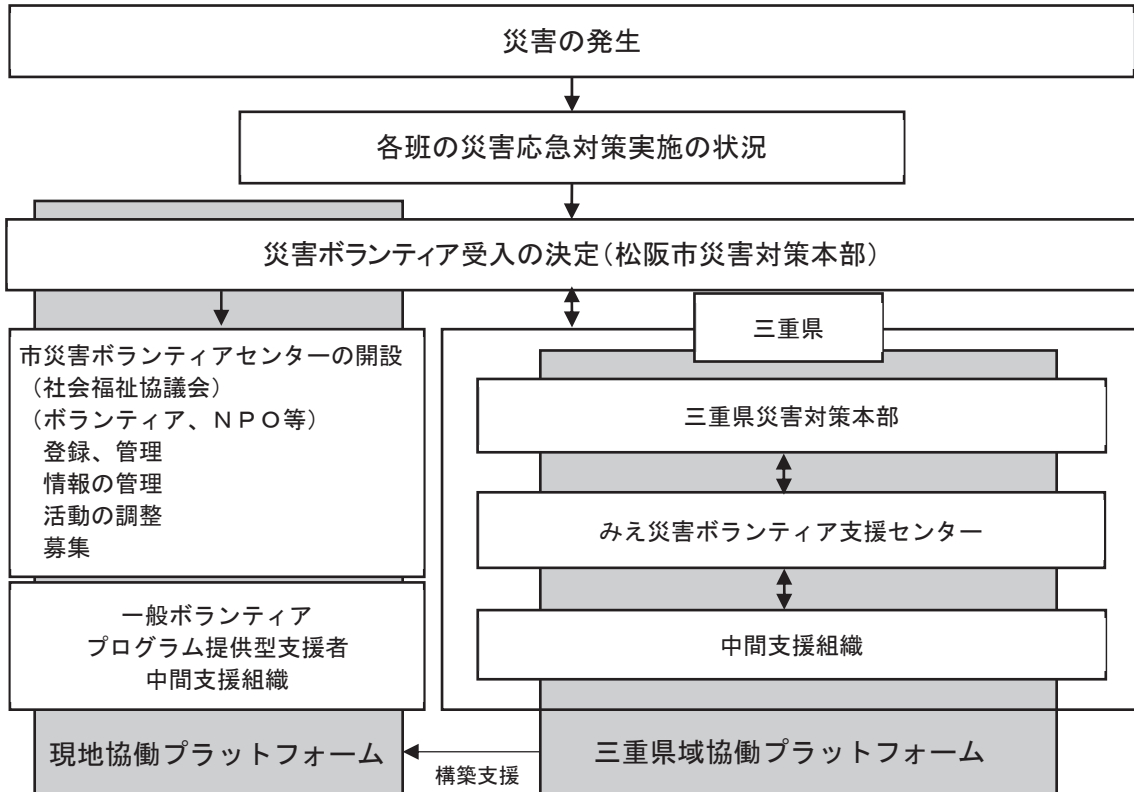 災害の発生
各班の災害応急対策実施の状況
災害ボランティア受入の決定(松阪市災害対策本部)
市災害ボランティアセンターの開設
(社会福祉協議会)
(ボランティア、NPO等)
登録、管理
情報の管理
活動の調整
募集
一般ボランティア
プログラム提供型支援者
中間支援組織
現地協働プラットフォーム
三重県
三重県災害対策本部
みえ災害ボランティア支援センター
中間支援組織
三重県域協働プラットフォーム
構築支援